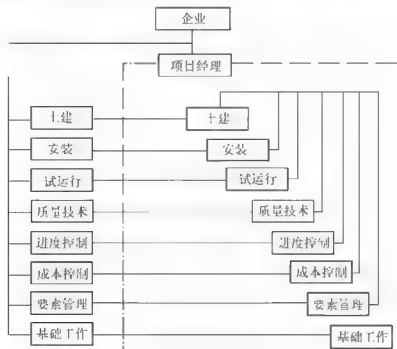 企业
项目经理
土建 土建
安装 安装
试运行 试运行
质量技术 质量技术
进度控制 进度控制
成本控制 成本控制
要素管理 要素管理
基础工作 基础工作